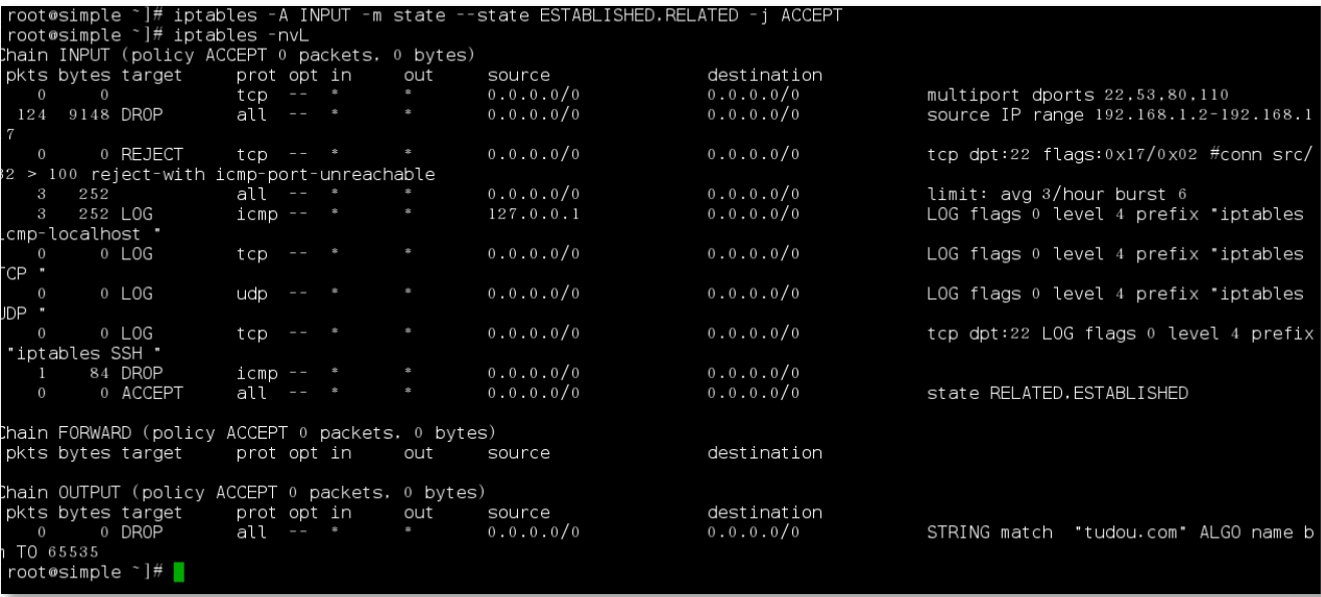 root@simple ~]# iptables -A INPUT -m state --state ESTABLISHED,RELATED -j ACCEPT
root@simple ~]# iptables -nvL
Chain INPUT (policy ACCEPT 0 packets, 0 bytes)
pkts bytes target prot opt in out source destination
0 0 tcp -- * * 0.0.0.0/0 0.0.0.0/0 multiport dports 22,53,80,110
124 9148 DROP all -- * * 0.0.0.0/0 0.0.0.0/0 source IP range 192.168.1.2-192.168.1
7
0 0 REJECT tcp -- * * 0.0.0.0/0 0.0.0.0/0 tcp dpt:22 flags:0x17/0x02 #conn src/
32 > 100 reject-with icmp-port-unreachable
3 252 all -- * * 0.0.0.0/0 0.0.0.0/0 limit: avg 3/hour burst 6
3 252 LOG icmp -- * * 127.0.0.1 0.0.0.0/0 LOG flags 0 level 4 prefix "iptables
icmp-localhost "
0 0 LOG tcp -- * * 0.0.0.0/0 0.0.0.0/0 LOG flags 0 level 4 prefix "iptables
TCP "
0 0 LOG udp -- * * 0.0.0.0/0 0.0.0.0/0 LOG flags 0 level 4 prefix "iptables
UDP "
0 0 LOG tcp -- * * 0.0.0.0/0 0.0.0.0/0 tcp dpt:22 LOG flags 0 level 4 prefix
"iptables SSH "
1 84 DROP icmp -- * * 0.0.0.0/0 0.0.0.0/0
0 0 ACCEPT all -- * * 0.0.0.0/0 0.0.0.0/0 state RELATED,ESTABLISHED
Chain FORWARD (policy ACCEPT 0 packets, 0 bytes)
pkts bytes target prot opt in out source destination
Chain OUTPUT (policy ACCEPT 0 packets, 0 bytes)
pkts bytes target prot opt in out source destination
0 0 DROP all -- * * 0.0.0.0/0 0.0.0.0/0 STRING match "tudou.com" ALGO name b
TO 65535
root@simple ~]#